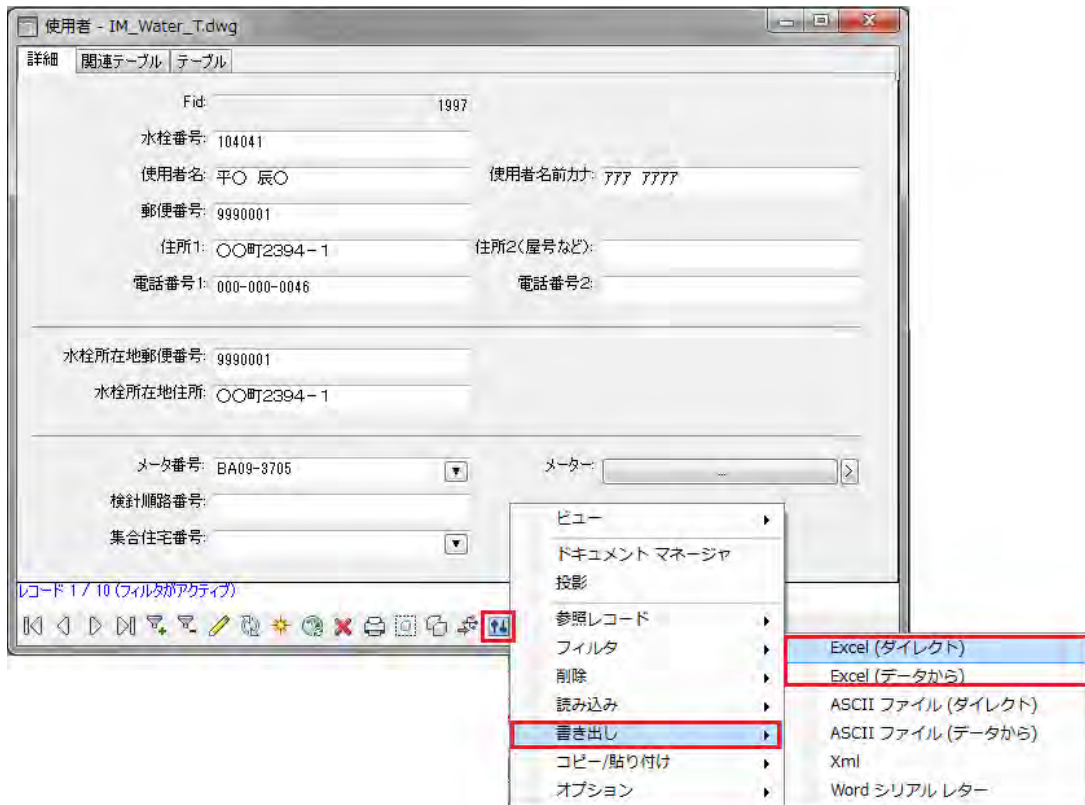 使用者 - IM_Water_T.dwg
詳細 関連テーブル テーブル
Fid: 1997
水栓番号: 104041
使用者名: 平〇 辰〇 使用者名前カナ: ｱｱｱ ｱｱｱｱ
郵便番号: 9990001
住所1: 〇〇町2394-1 住所2(屋号など):
電話番号1: 000-000-0046 電話番号2:
水栓所在地郵便番号: 9990001
水栓所在地住所: 〇〇町2394-1
メータ番号: BA09-3705 メーター: ...
検針順路番号:
集合住宅番号:
レコード 1 / 10 (フィルタがアクティブ)
ビュー
ドキュメント マネージャ
投影
参照レコード
フィルタ
削除
読み込み
書き出し
コピー/貼り付け
オプション
Excel (ダイレクト)
Excel (データから)
ASCII ファイル (ダイレクト)
ASCII ファイル (データから)
Xml
Word シリアル レター